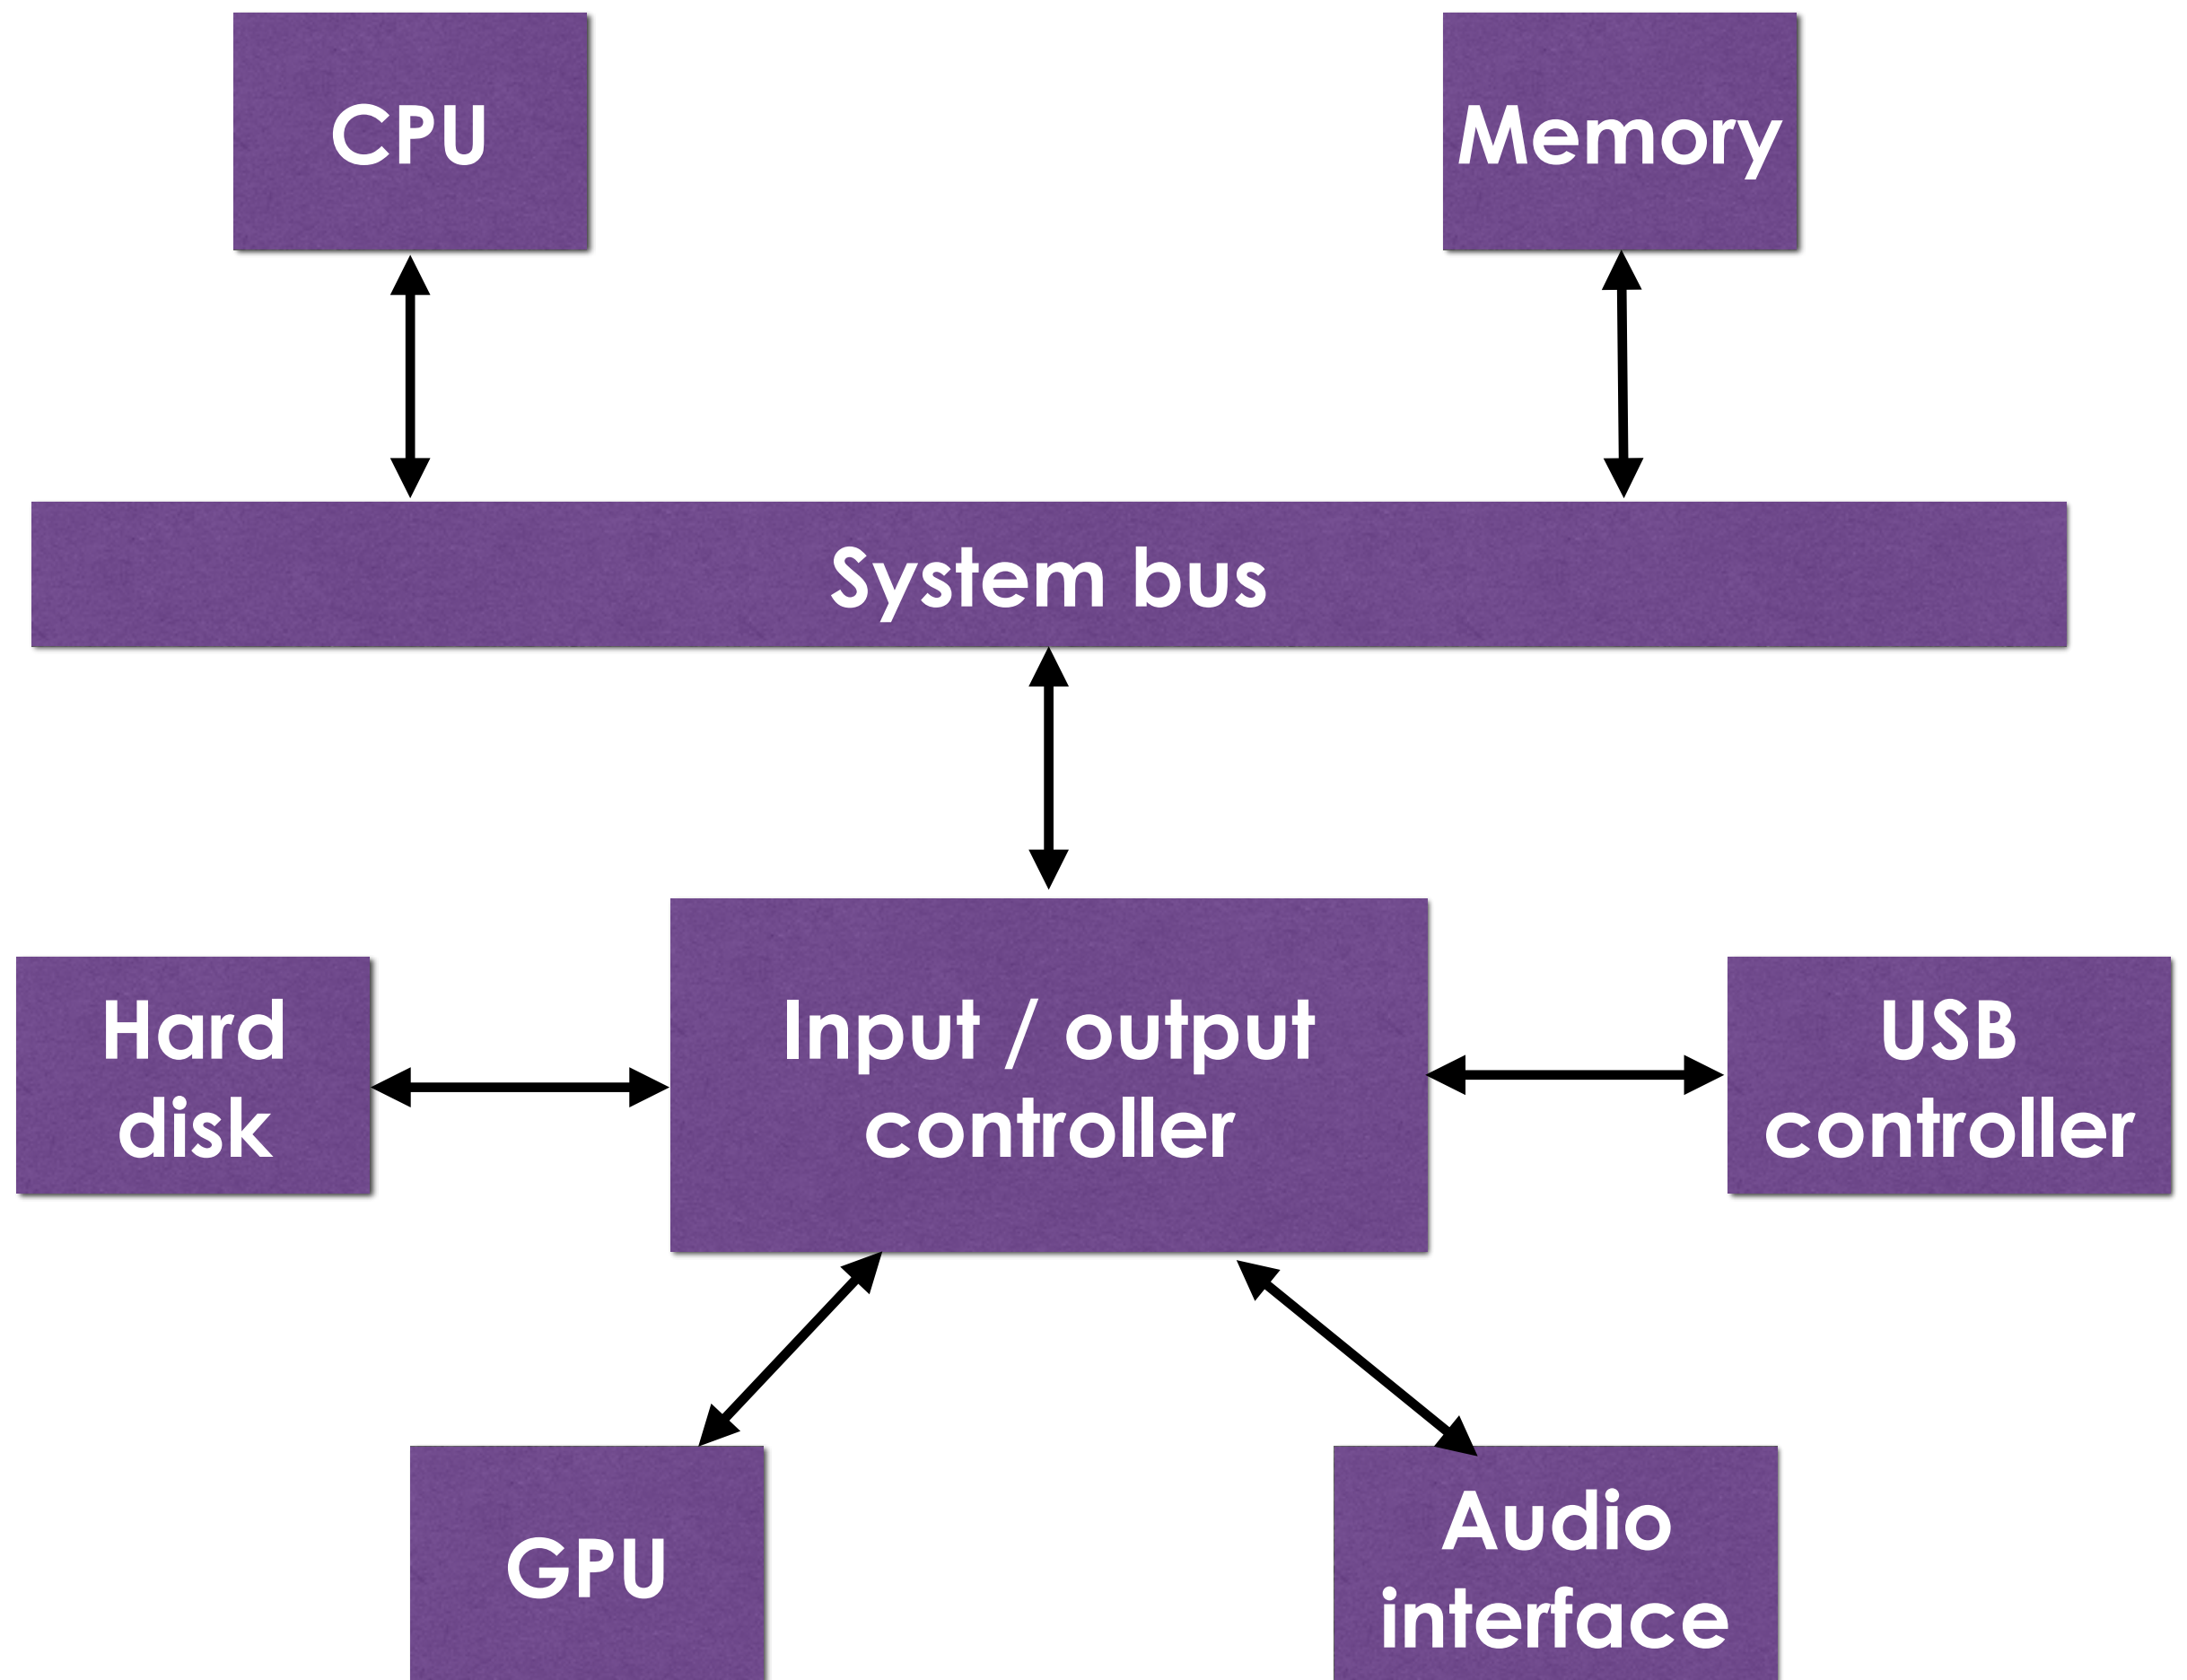 CPU
Memory
System bus
Hard
disk
Input / output
controller
USB
controller
GPU
Audio
interface